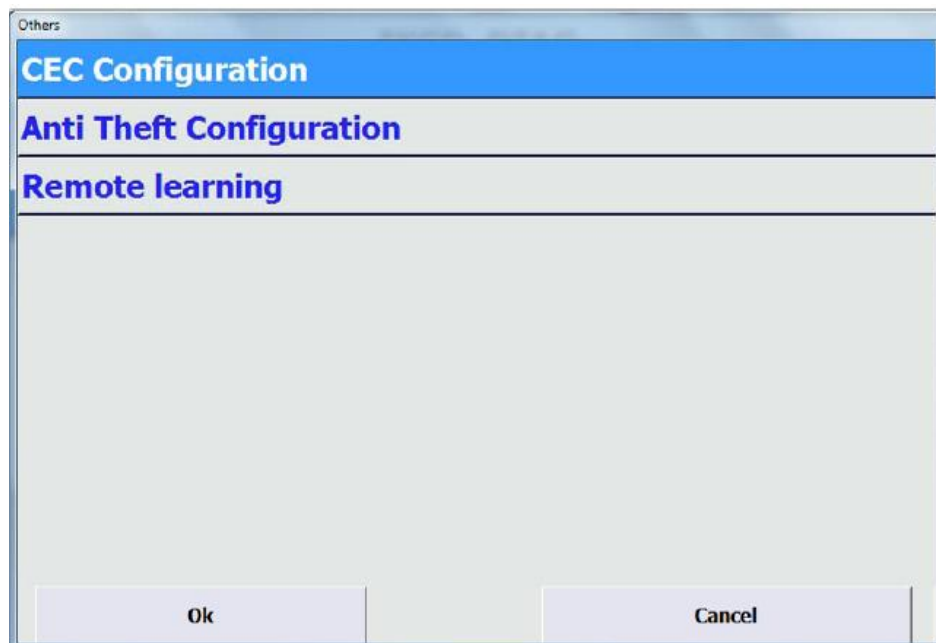 Others
CEC Configuration
Anti Theft Configuration
Remote learning
Ok
Cancel